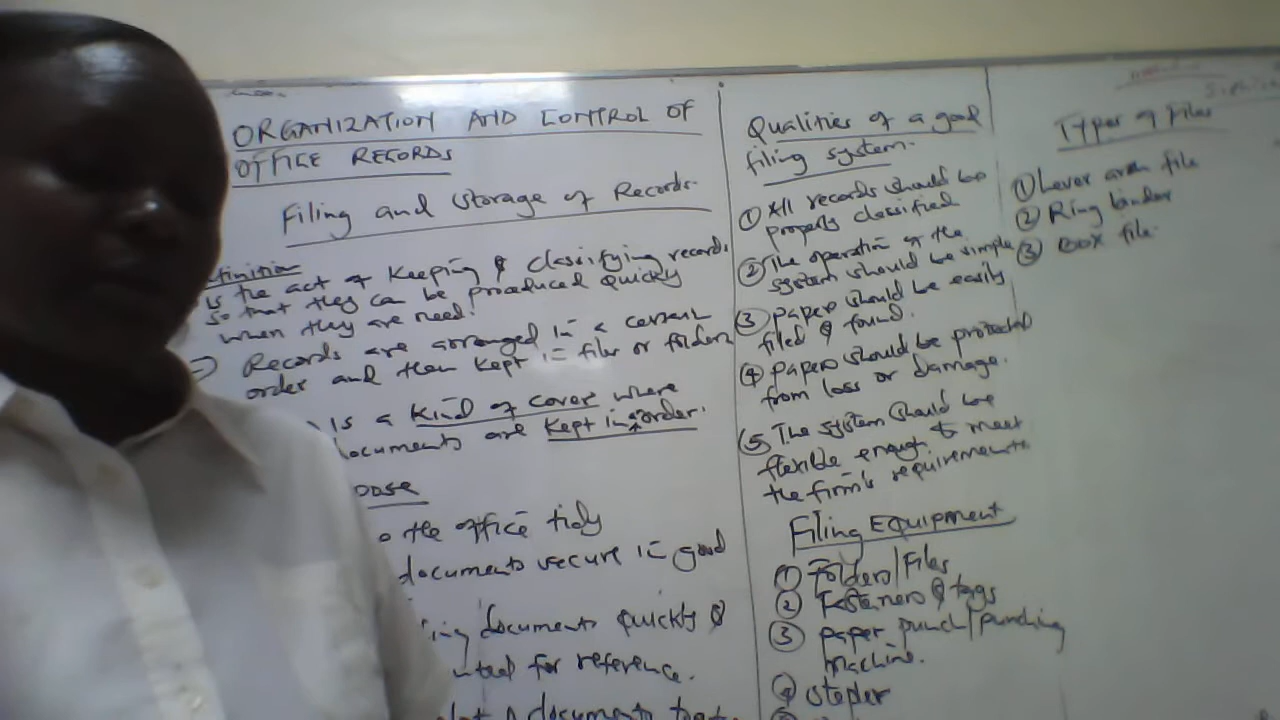 ORGANIZATION AND CONTROL OF
OFFICE RECORDS
Filing and Storage of Records.
is the act of Keeping & Classifying records
so that they can be produced quickly
when they are need.
Records are arranged in a certain
order and then kept in files or folders
is a kind of cover where
documents are kept in order.
the office tidy
documents secure in good
documents quickly &
for reference.
documents that
Qualities of a good
filing system.
① All records should be
properly classified
② The operation of the
system should be simple
③ papers should be easily
filed & found.
④ papers should be protected
from loss or damage.
⑤ The system should be
flexible enough to meet
the firm's requirements.
Filing Equipment
① Folders/Files
② Fasteners & tags
③ paper punch/punching
machine.
④ stepler
Types of Files
① Lever arm file
② Ring binder
③ Box file.